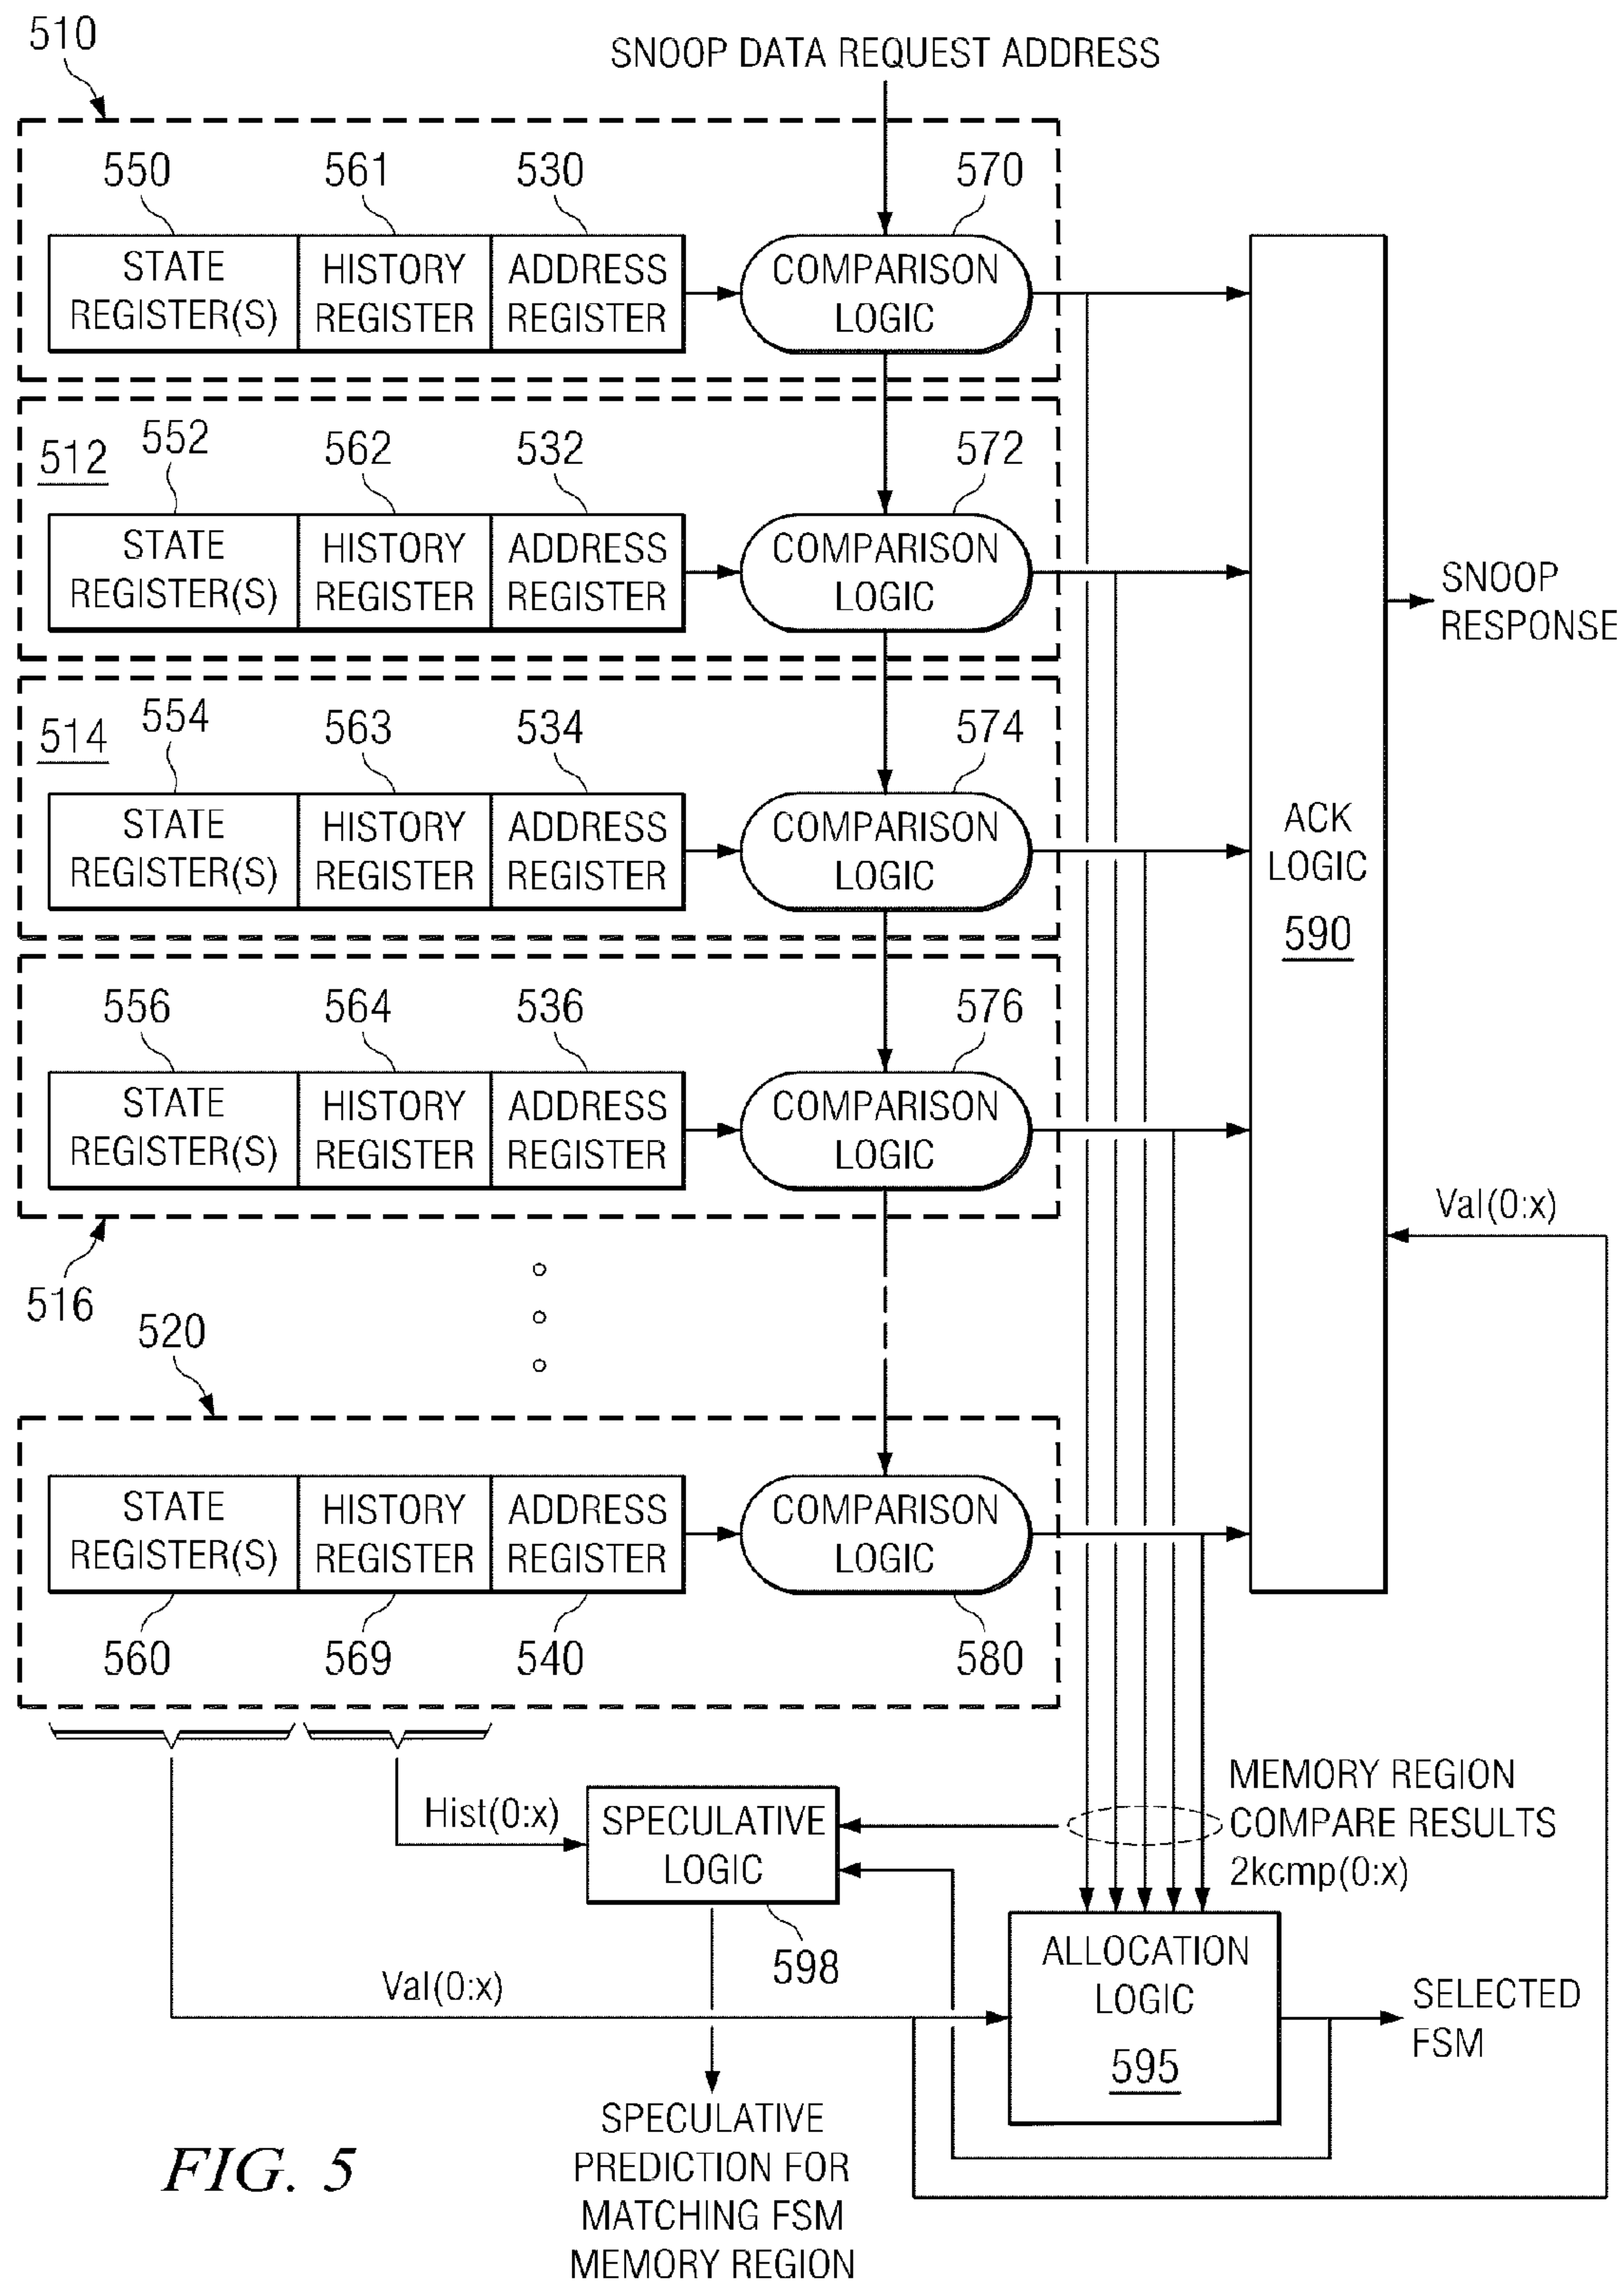 510
SNOOP DATA REQUEST ADDRESS
550 561 530 570
STATE REGISTER(S)
HISTORY REGISTER
ADDRESS REGISTER
COMPARISON LOGIC
512
552 562 532 572
STATE REGISTER(S)
HISTORY REGISTER
ADDRESS REGISTER
COMPARISON LOGIC
SNOOP
RESPONSE
514
554 563 534 574
STATE REGISTER(S)
HISTORY REGISTER
ADDRESS REGISTER
COMPARISON LOGIC
ACK
LOGIC
590
556 564 536 576
STATE REGISTER(S)
HISTORY REGISTER
ADDRESS REGISTER
COMPARISON LOGIC
Val(0:x)
516
520
STATE REGISTER(S)
HISTORY REGISTER
ADDRESS REGISTER
COMPARISON LOGIC
560 569 540 580
Hist(0:x)
SPECULATIVE
LOGIC
598
MEMORY REGION
COMPARE RESULTS
2kcmp(0:x)
Val(0:x)
ALLOCATION
LOGIC
595
SELECTED
FSM
SPECULATIVE
PREDICTION FOR
MATCHING FSM
MEMORY REGION
FIG. 5